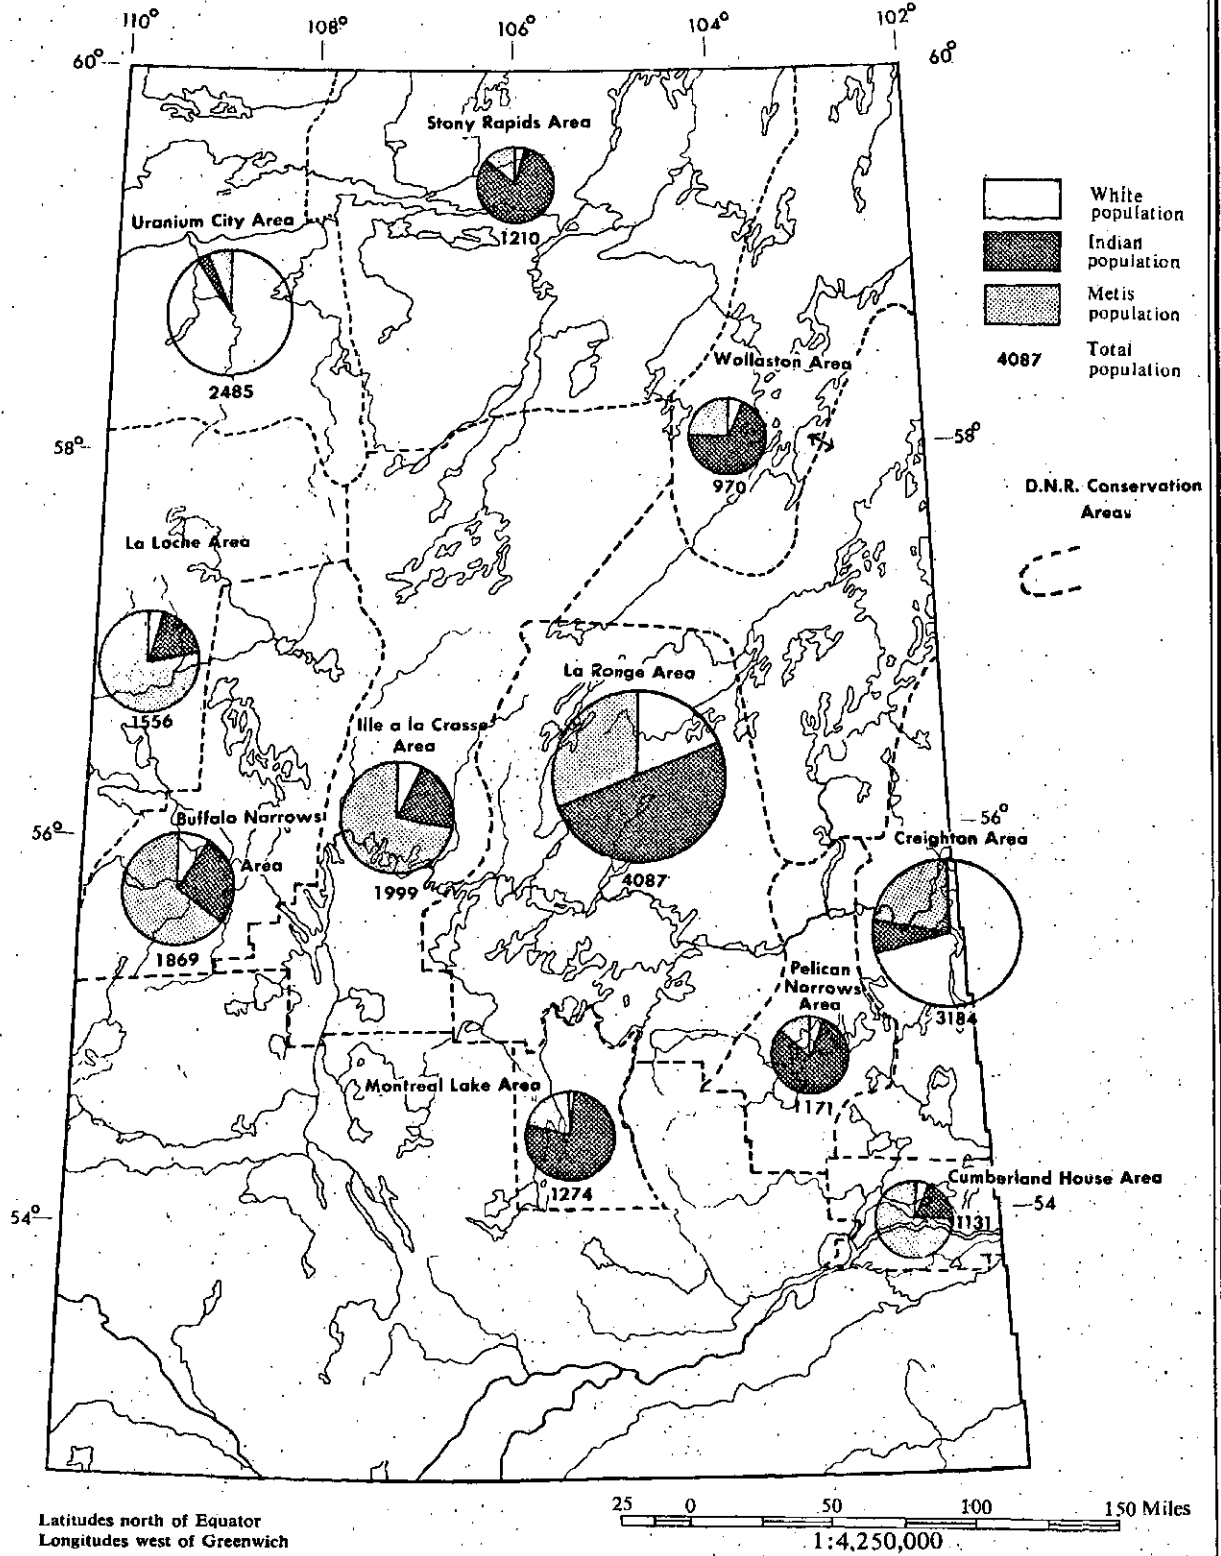 110° 108° 106° 104° 102°
60° 60°
Stony Rapids Area
1210
Uranium City Area
2485
White
population
Indian
population
Metis
population
4087 Total
population
Wollaston Area
970
58° 58°
D.N.R. Conservation
Areas
La Loche Area
1556
La Ronge Area
4087
Ille a la Crasse
Area
1999
56° 56°
Buffalo Narrows
Area
1869
Creighton Area
3184
Pelican
Narrows
Area
1171
Montreal Lake Area
1274
Cumberland House Area
1131
54° 54
Latitudes north of Equator
Longitudes west of Greenwich
25 0 50 100 150 Miles
1:4,250,000